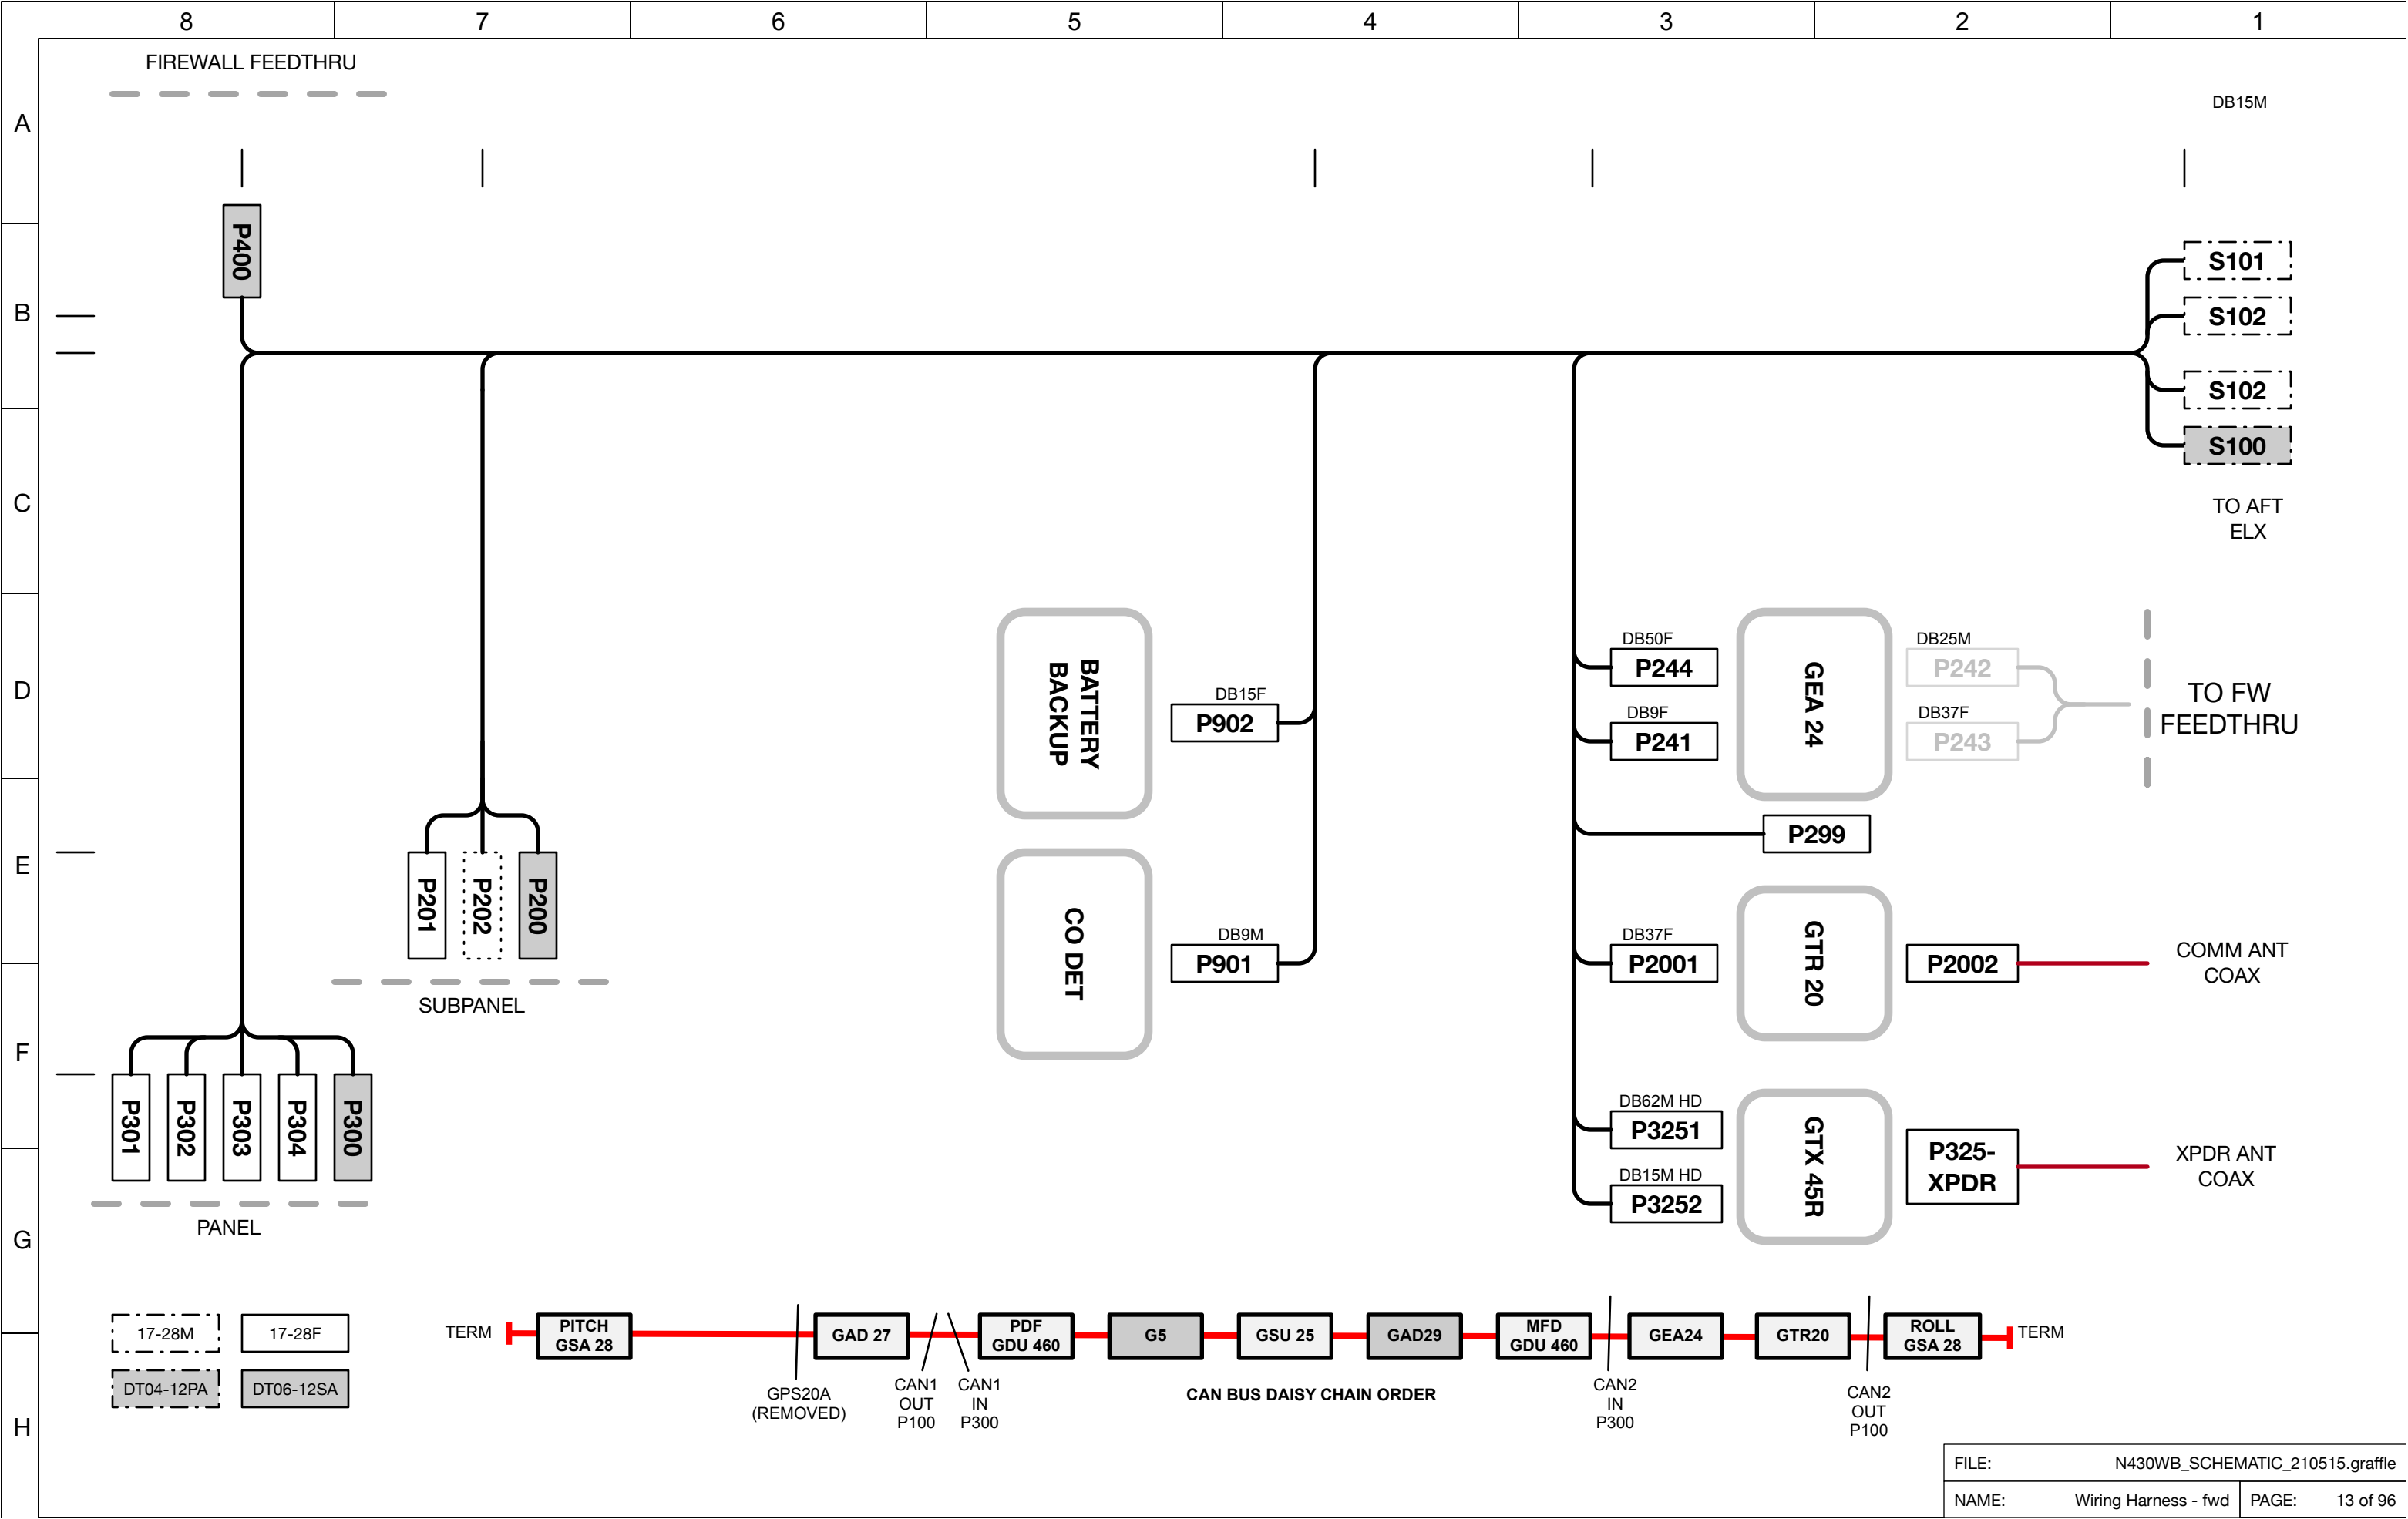 8 7 6 5 4 3 2 1
FIREWALL FEEDTHRU
DB15M
A
P400
S101
B
S102
S102
S100
C
TO AFT
ELX
BATTERY
BACKUP
DB15F
P902
DB50F
P244
DB9F
P241
GEA 24
DB25M
P242
DB37F
P243
TO FW
FEEDTHRU
D
P299
E
P201
P202
P200
SUBPANEL
CO DET
DB9M
P901
DB37F
P2001
GTR 20
P2002
COMM ANT
COAX
F
P301
P302
P303
P304
P300
PANEL
DB62M HD
P3251
DB15M HD
P3252
GTX 45R
P325-
XPDR
XPDR ANT
COAX
G
17-28M
17-28F
DT04-12PA
DT06-12SA
TERM
PITCH
GSA 28
GAD 27
PDF
GDU 460
G5
GSU 25
GAD29
MFD
GDU 460
GEA24
GTR20
ROLL
GSA 28
TERM
GPS20A
(REMOVED)
CAN1
OUT
P100
CAN1
IN
P300
CAN BUS DAISY CHAIN ORDER
CAN2
IN
P300
CAN2
OUT
P100
H
FILE: N430WB_SCHEMATIC_210515.graffle
NAME: Wiring Harness - fwd PAGE: 13 of 96